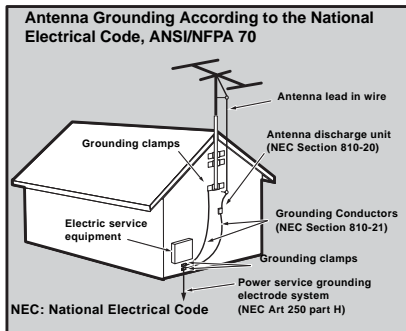 Antenna Grounding According to the National
Electrical Code, ANSI/NFPA 70
Antenna lead in wire
Grounding clamps
Antenna discharge unit
(NEC Section 810-20)
Electric service
equipment
Grounding Conductors
(NEC Section 810-21)
Grounding clamps
Power service grounding
electrode system
(NEC Art 250 part H)
NEC: National Electrical Code